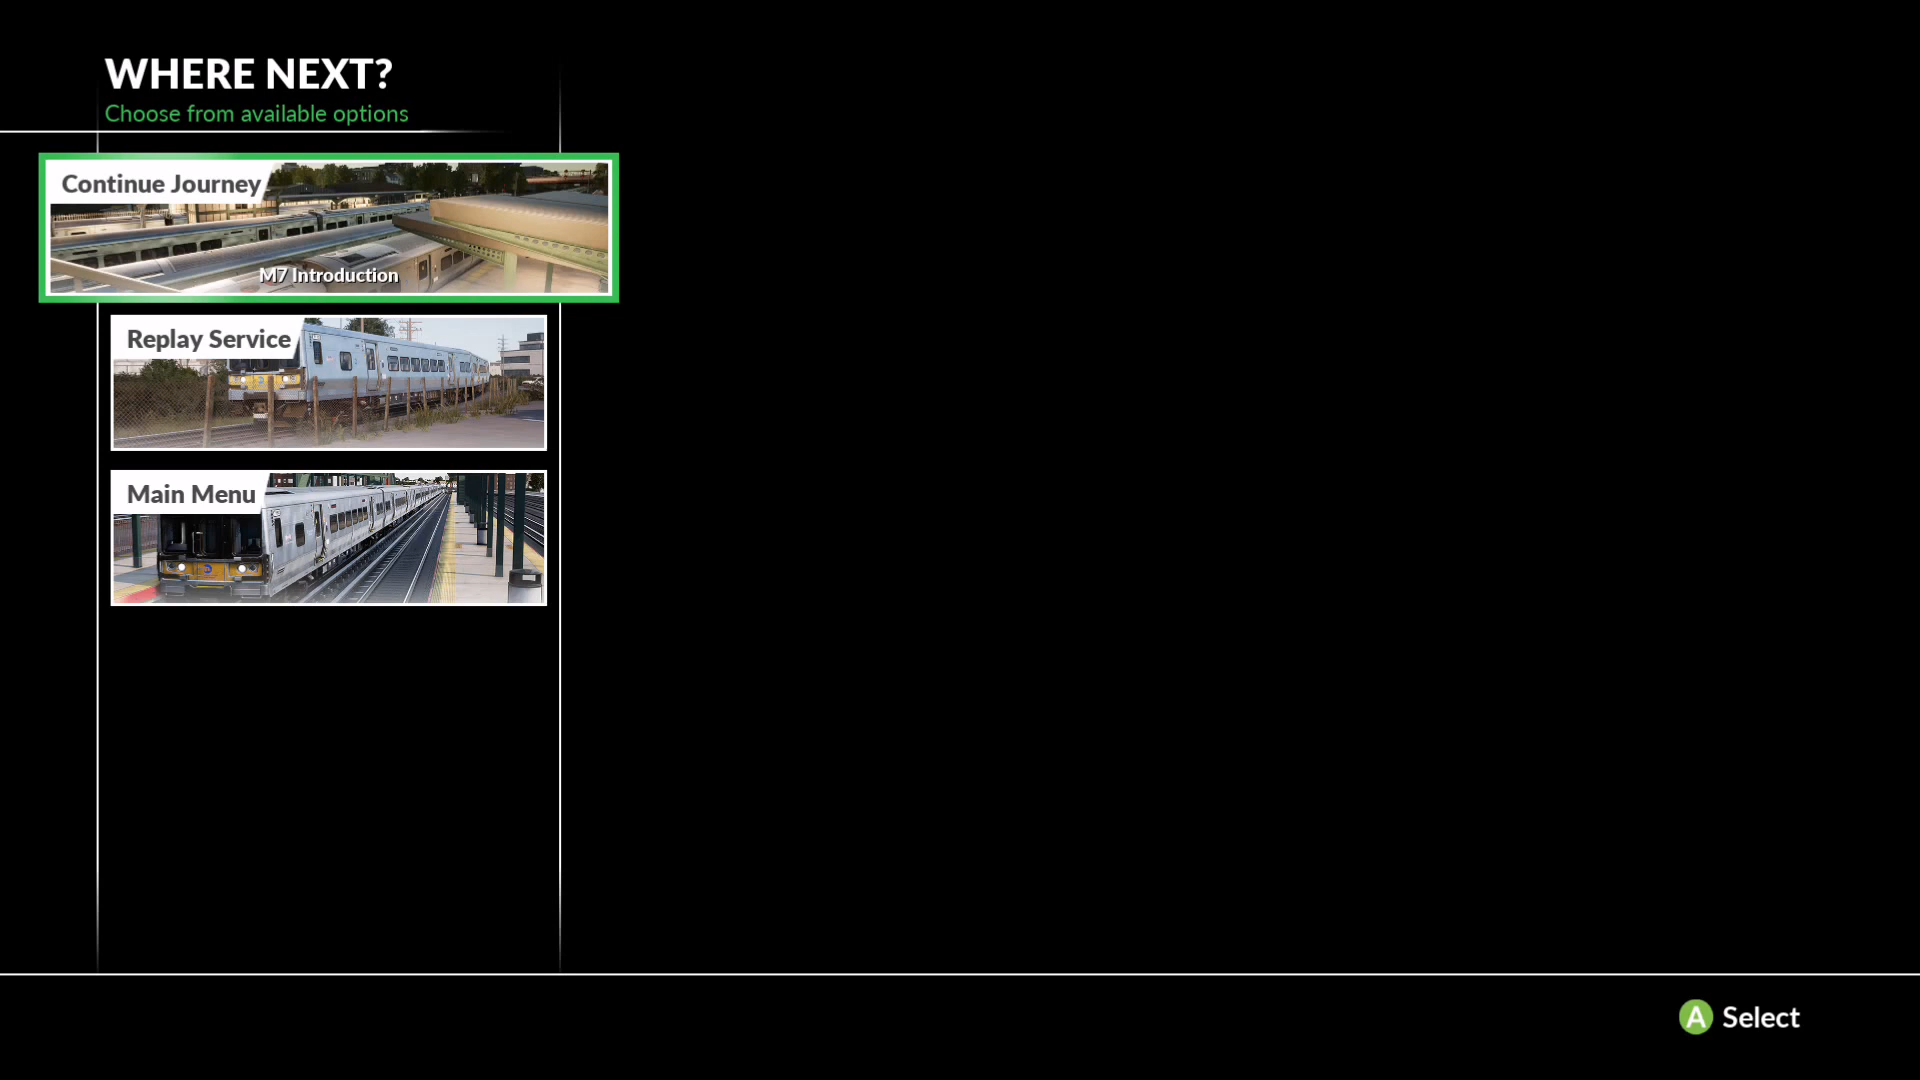 WHERE NEXT?
Choose from available options
Continue Journey
M7 Introduction
Replay Service
Main Menu
A Select